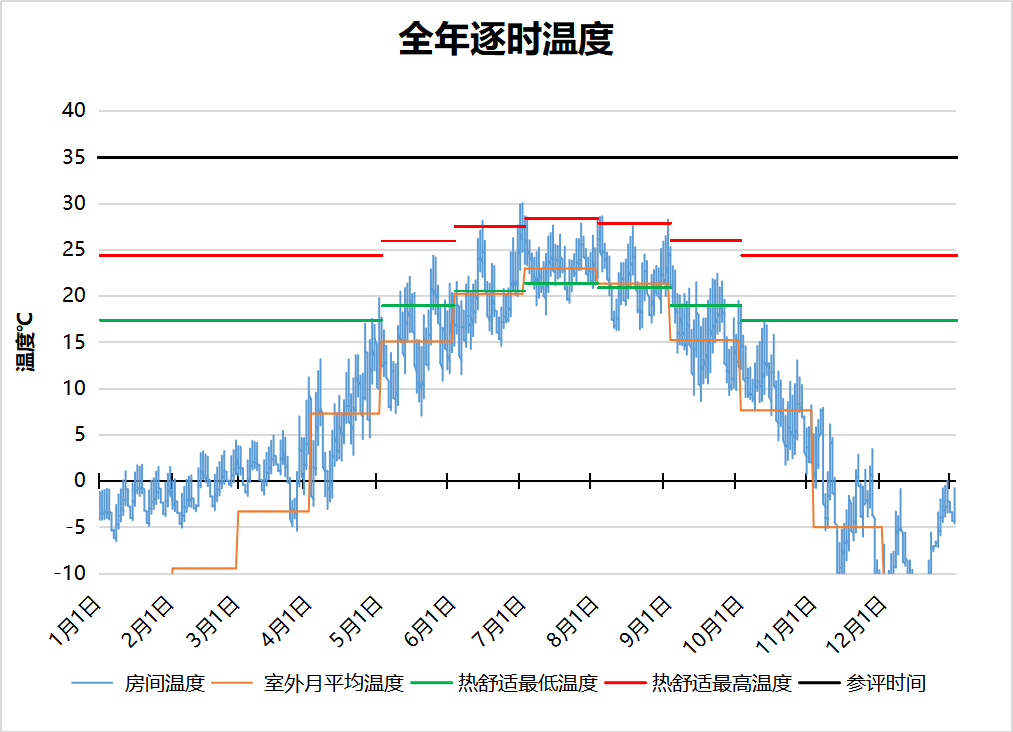 全年逐时温度
40
35
30
25
20
15
10
5
0
-5
-10
温度℃
1月1日
2月1日
3月1日
4月1日
5月1日
6月1日
7月1日
8月1日
9月1日
10月1日
11月1日
12月1日
房间温度 室外月平均温度 热舒适最低温度 热舒适最高温度 参评时间